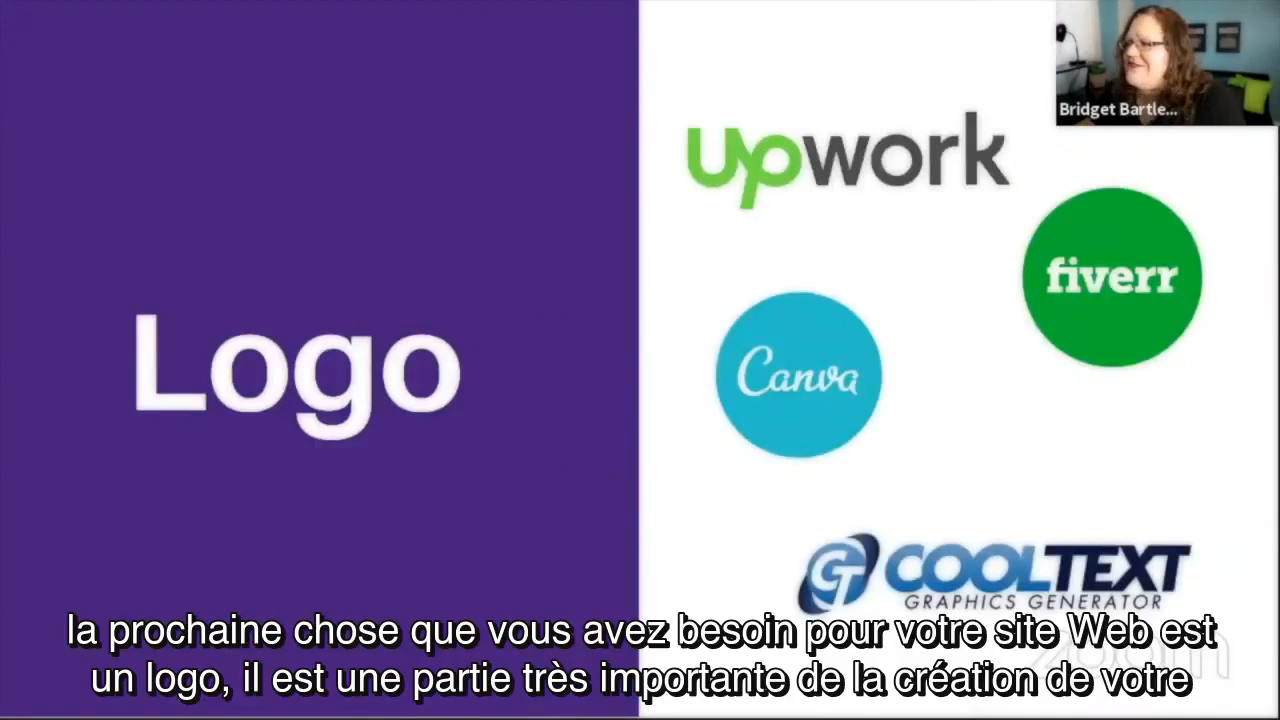 Bridget Bartle...
upwork
fiverr
Canva
Logo
COOLTEXT
GRAPHICS GENERATOR
zoom
la prochaine chose que vous avez besoin pour votre site Web est
un logo, il est une partie très importante de la création de votre